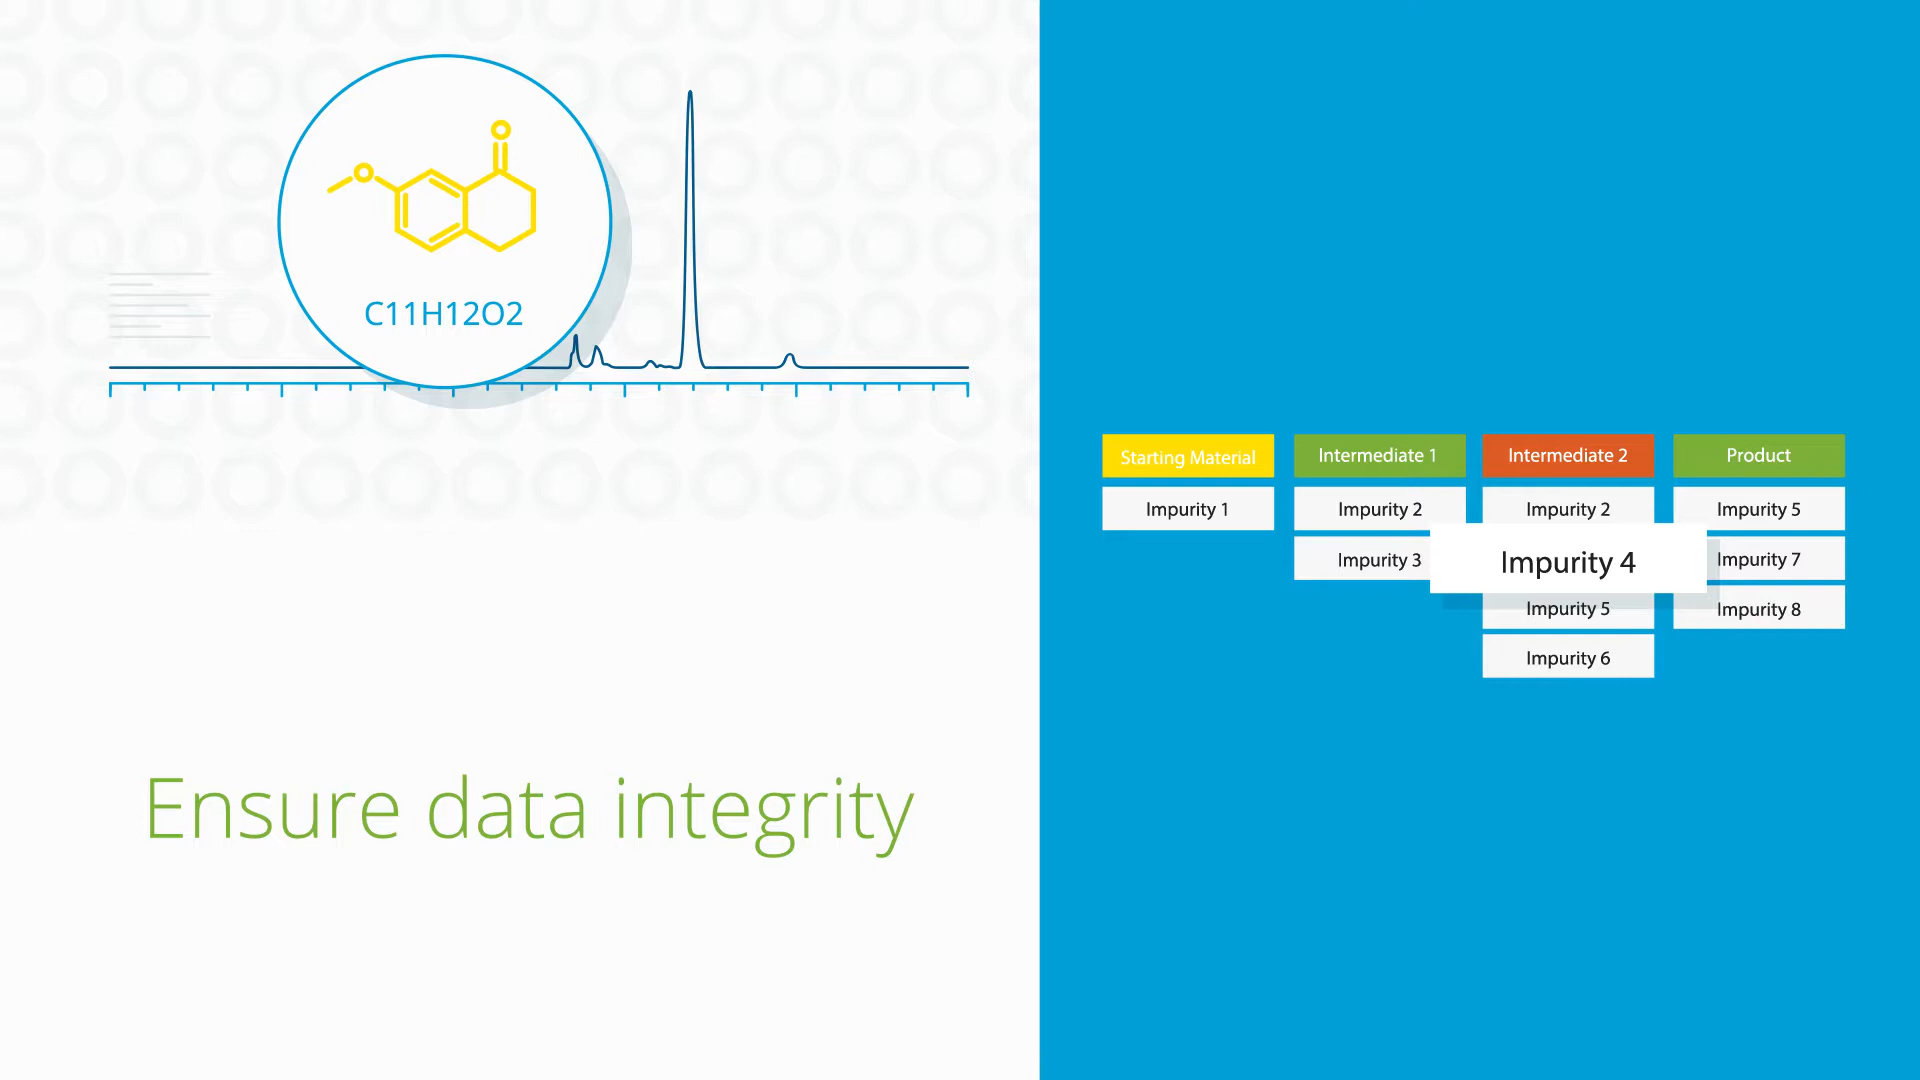 O
O
C11H12O2
Ensure data integrity
Starting Material
Intermediate 1
Intermediate 2
Product
Impurity 1
Impurity 2
Impurity 2
Impurity 5
Impurity 3
Impurity 4
Impurity 7
Impurity 5
Impurity 8
Impurity 6